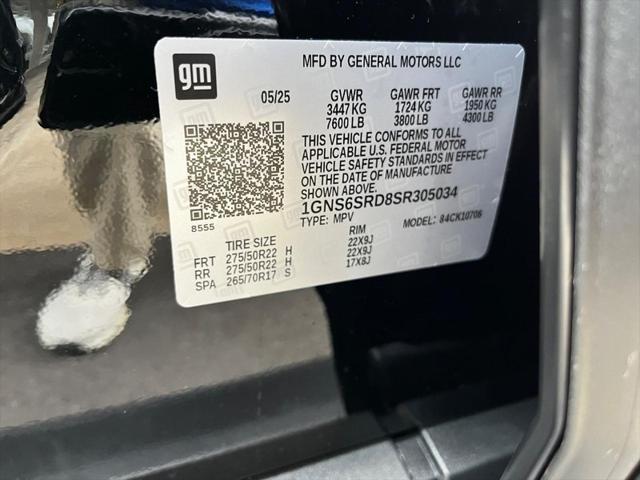 gm
MFD BY GENERAL MOTORS LLC
05/25 GVWR GAWR FRT GAWR RR
3447 KG 1724 KG 1950 KG
7600 LB 3800 LB 4300 LB
THIS VEHICLE CONFORMS TO ALL
APPLICABLE U.S. FEDERAL MOTOR
VEHICLE SAFETY STANDARDS IN EFFECT
ON THE DATE OF MANUFACTURE
SHOWN ABOVE.
1GNS6SRD8SR305034
8555
TYPE: MPV MODEL: 84CK10706
TIRE SIZE RIM
FRT 275/50R22 H 22X9J
RR 275/50R22 H 22X9J
SPA 265/70R17 S 17X8J